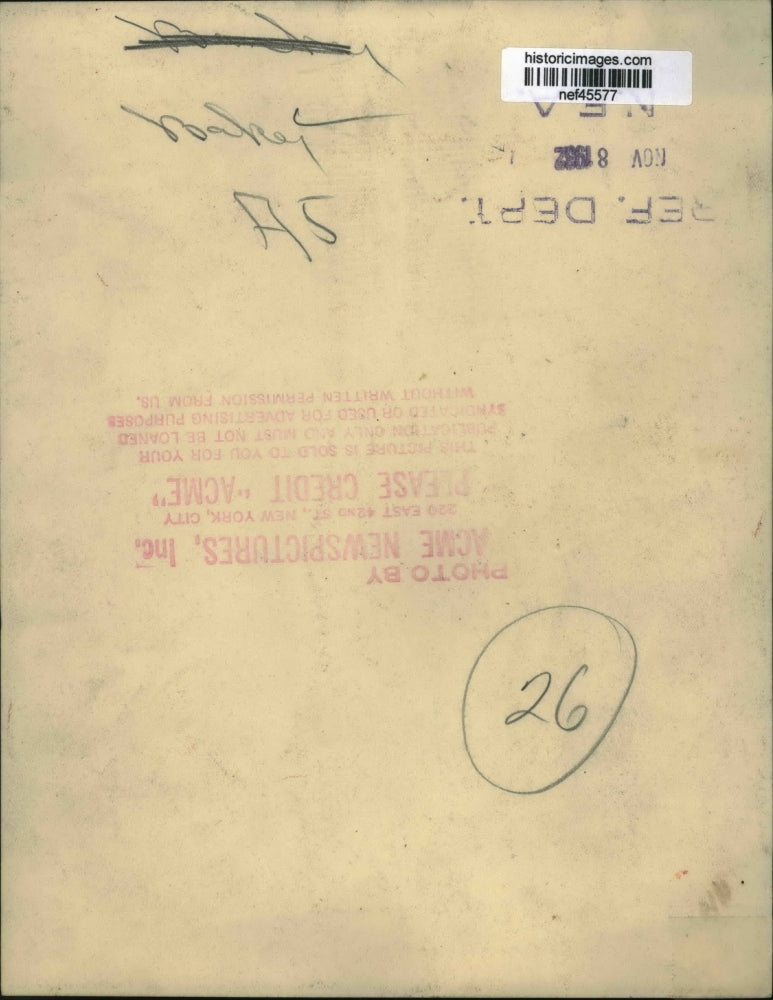 historicimages.com
nef45577
REF. DEPT.
NOV 8 1932
N.E.A.
PHOTO BY
ACME NEWSPICTURES, Inc.
220 EAST 42ND ST., NEW YORK, CITY
PLEASE CREDIT "ACME"
THIS PICTURE IS SOLD TO YOU FOR YOUR
PUBLICATION ONLY AND MUST NOT BE LOANED
SYNDICATED OR USED FOR ADVERTISING PURPOSES
WITHOUT WRITTEN PERMISSION FROM US.
26